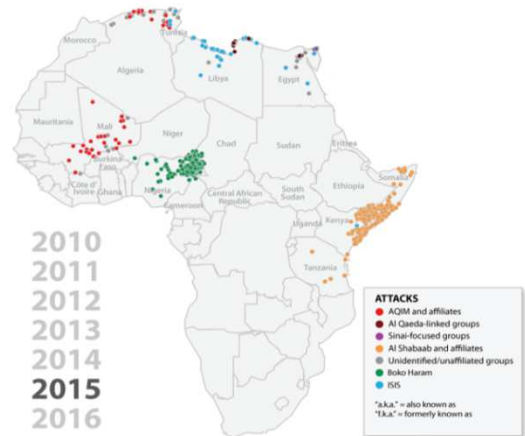 Morocco
Tunisia
Algeria
Libya
Egypt
Mauritania
Mali
Niger
Chad
Sudan
Eritrea
Burkina
Faso
Côte d'
Ivoire
Ghana
Nigeria
Cameroon
Central African
Republic
South
Sudan
Ethiopia
Somalia
Uganda
Kenya
Tanzania
2010
2011
2012
2013
2014
2015
2016
ATTACKS
AQIM and affiliates
Al Qaeda-linked groups
Sinai-focused groups
Al Shabaab and affiliates
Unidentified/unaffiliated groups
Boko Haram
ISIS
"a.k.a." = also known as
"f.k.a." = formerly known as